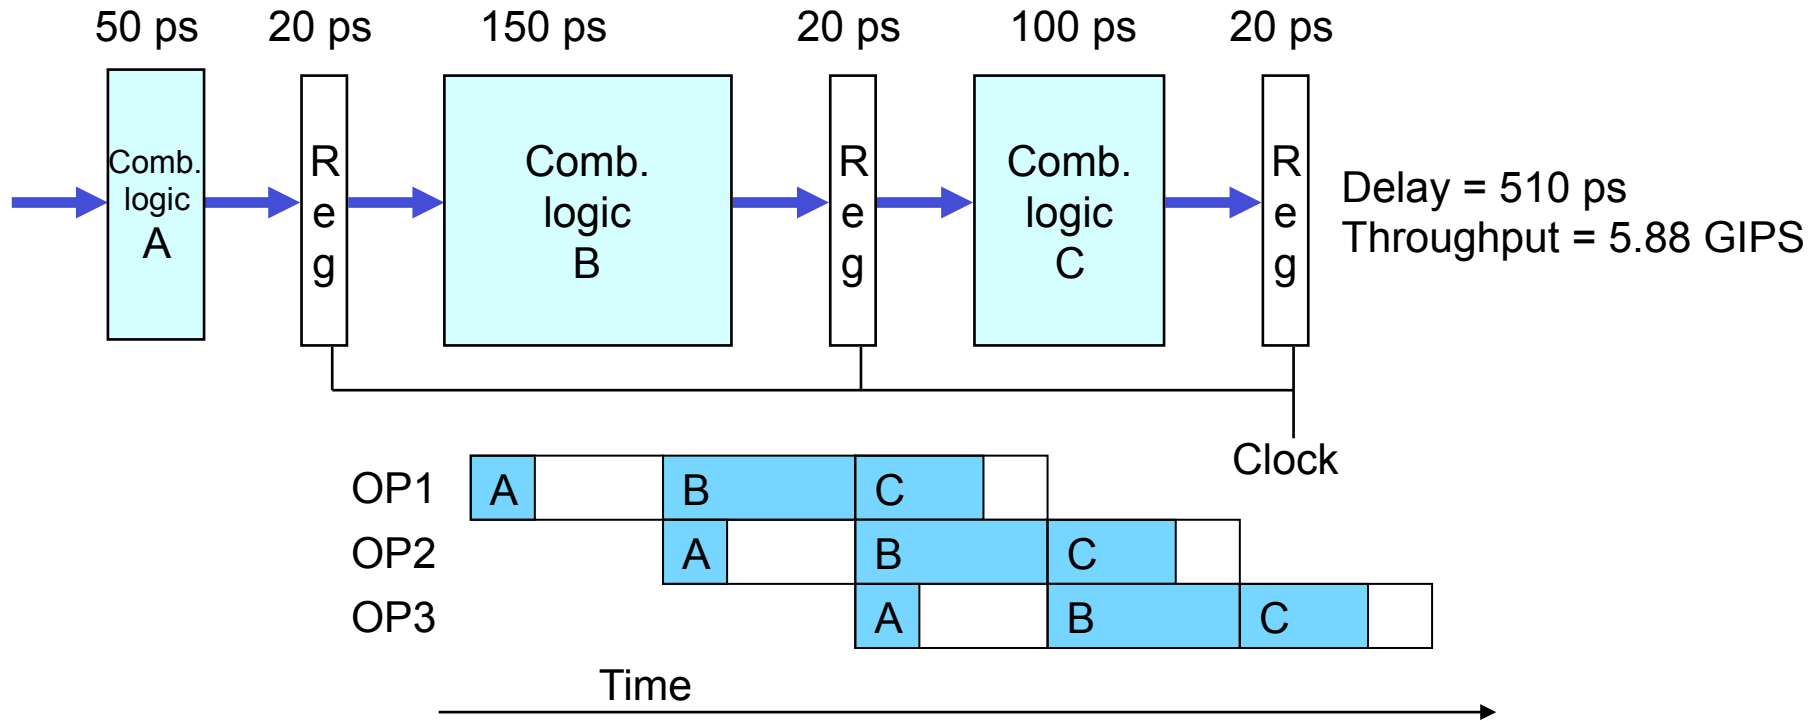 50 ps 20 ps 150 ps 20 ps 100 ps 20 ps
Comb.
logic
A
R
e
g
Comb.
logic
B
R
e
g
Comb.
logic
C
R
e
g
Delay = 510 ps
Throughput = 5.88 GIPS
Clock
OP1 A B C
OP2 A B C
OP3 A B C
Time